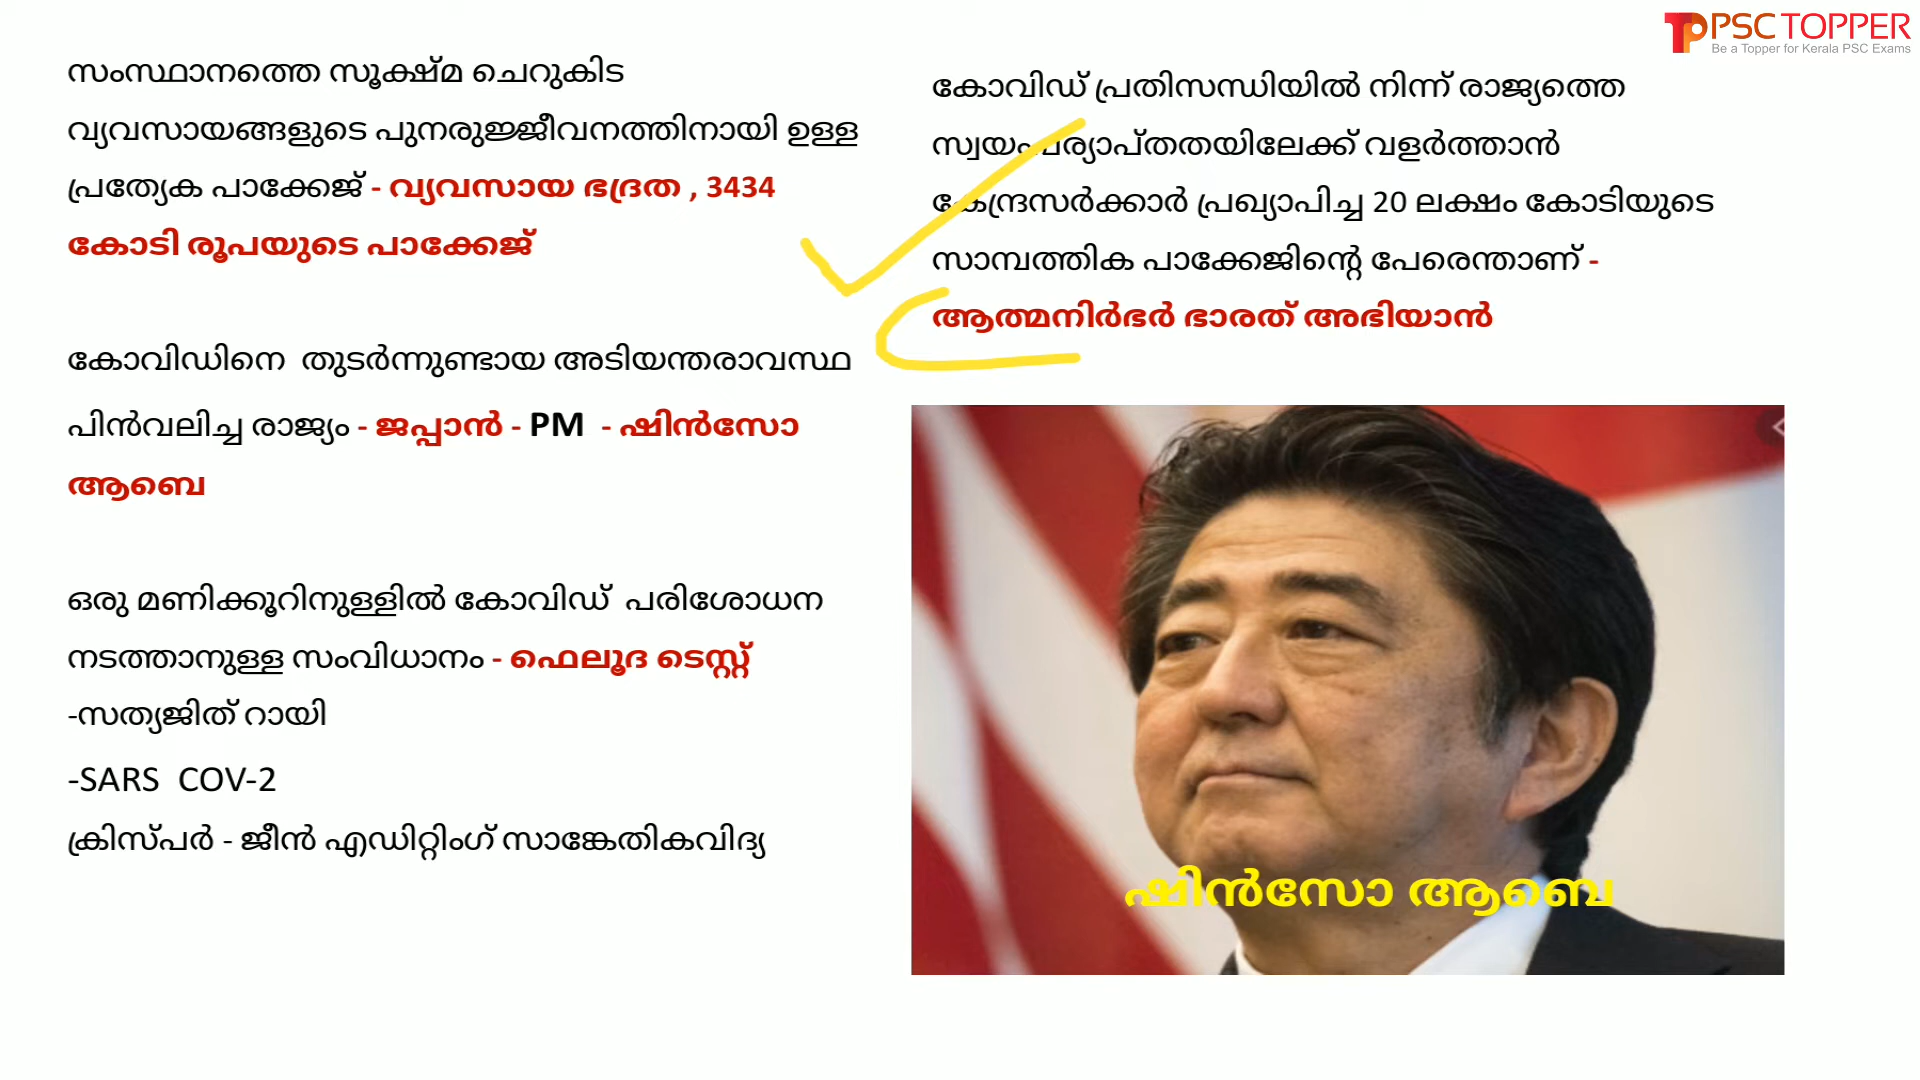 PSC TOPPER
Be a Topper for Kerala PSC Exams
സംസ്ഥാനത്തെ സൂക്ഷ്മ ചെറുകിട
വ്യവസായങ്ങളുടെ പുനരുജ്ജീവനത്തിനായി ഉള്ള
പ്രത്യേക പാക്കേജ് - വ്യവസായ ഭദ്രത , 3434
കോടി രൂപയുടെ പാക്കേജ്
കോവിഡിനെ തുടർന്നുണ്ടായ അടിയന്തരാവസ്ഥ
പിൻവലിച്ച രാജ്യം - ജപ്പാൻ - PM - ഷിൻസോ
ആബെ
ഒരു മണിക്കൂറിനുള്ളിൽ കോവിഡ് പരിശോധന
നടത്താനുള്ള സംവിധാനം - ഫെലൂദ ടെസ്റ്റ്
-സത്യജിത് റായി
-SARS COV-2
ക്രിസ്പർ - ജീൻ എഡിറ്റിംഗ് സാങ്കേതികവിദ്യ
കോവിഡ് പ്രതിസന്ധിയിൽ നിന്ന് രാജ്യത്തെ
സ്വയംപര്യാപ്തതയിലേക്ക് വളർത്താൻ
കേന്ദ്രസർക്കാർ പ്രഖ്യാപിച്ച 20 ലക്ഷം കോടിയുടെ
സാമ്പത്തിക പാക്കേജിന്റെ പേരെന്താണ് -
ആത്മനിർഭർ ഭാരത് അഭിയാൻ
ഷിൻസോ ആബെ